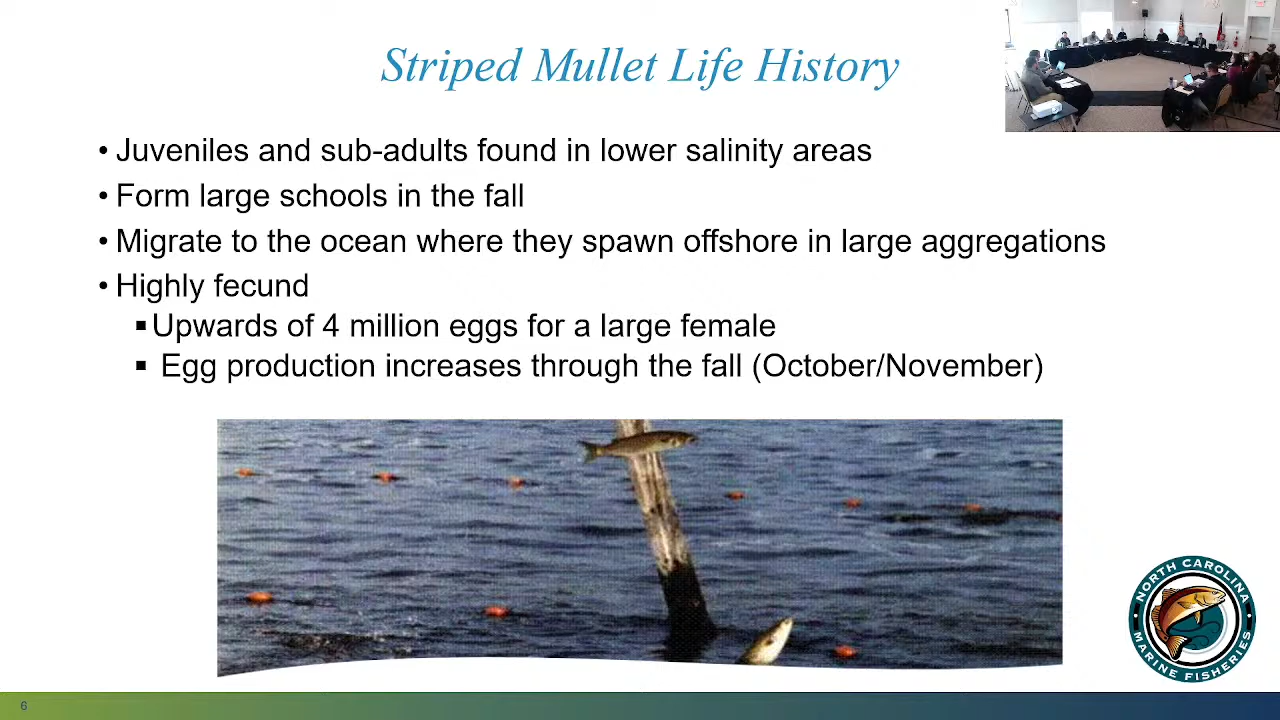 Striped Mullet Life History
• Juveniles and sub-adults found in lower salinity areas
• Form large schools in the fall
• Migrate to the ocean where they spawn offshore in large aggregations
• Highly fecund
▪ Upwards of 4 million eggs for a large female
▪ Egg production increases through the fall (October/November)
NORTH CAROLINA
MARINE FISHERIES
6